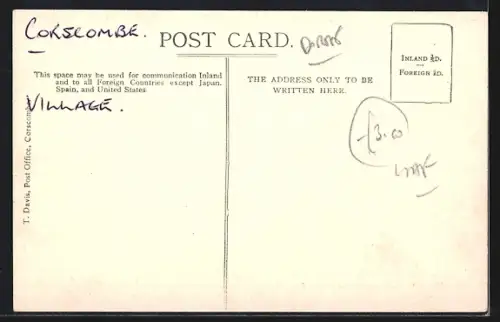 CORSCOMBE.
POST CARD.
DORSET
INLAND ½D.
FOREIGN 1D.
This space may be used for communication Inland
and to all Foreign Countries except Japan,
Spain, and United States
THE ADDRESS ONLY TO BE
WRITTEN HERE.
VILLAGE.
£3.00
T. Davis, Post Office, Corscom